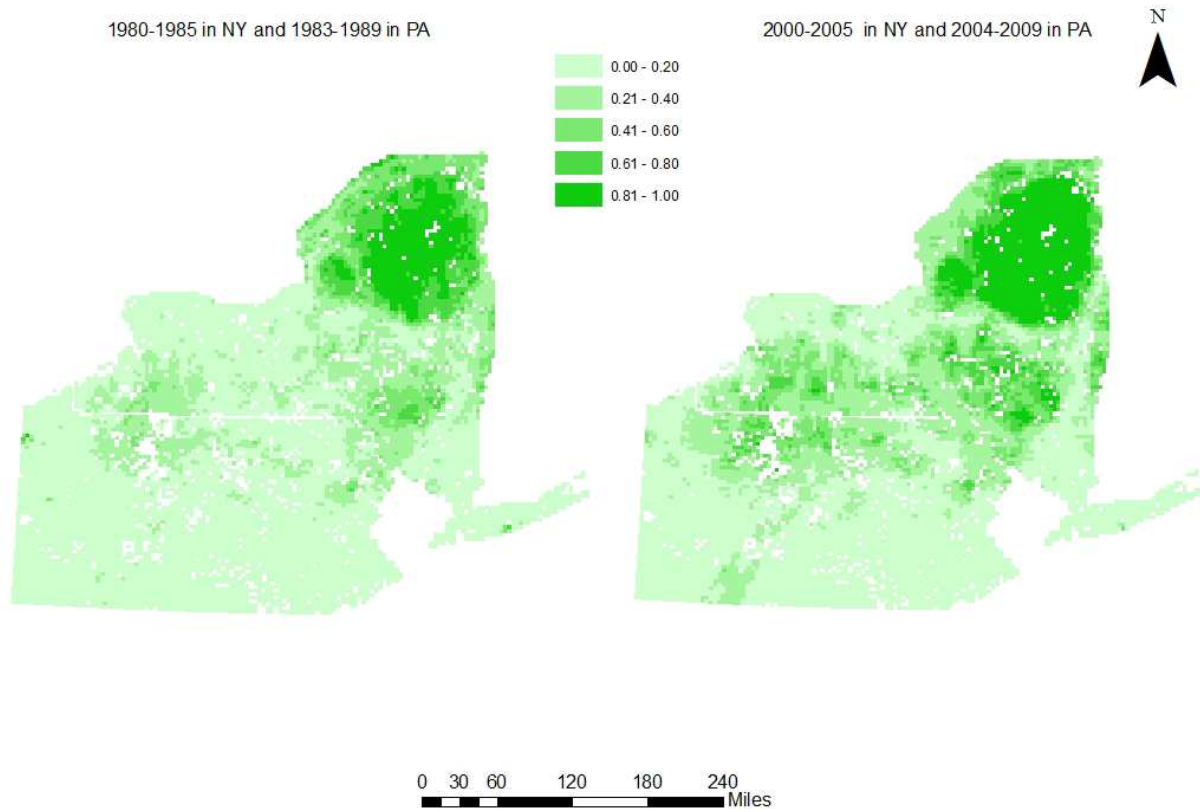 1980-1985 in NY and 1983-1989 in PA
2000-2005 in NY and 2004-2009 in PA
N
0.00 - 0.20
0.21 - 0.40
0.41 - 0.60
0.61 - 0.80
0.81 - 1.00
0 30 60 120 180 240
Miles